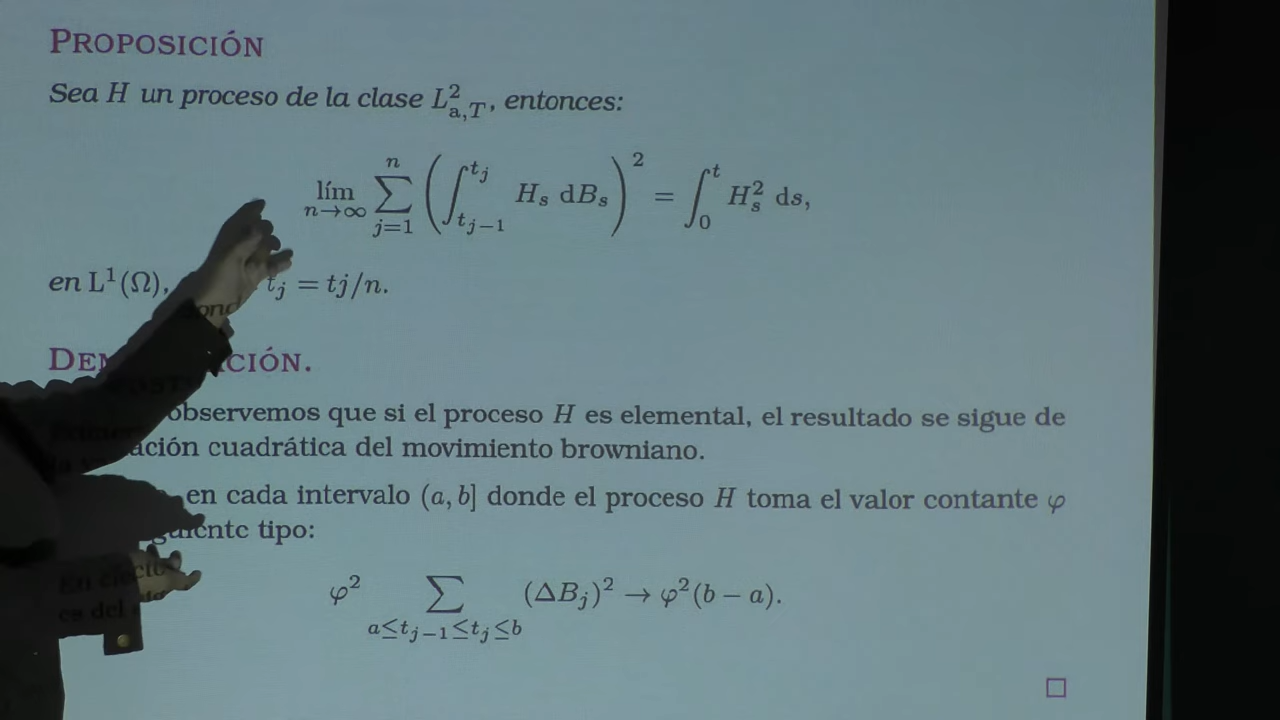 PROPOSICIÓN
Sea H un proceso de la clase L²_{a,T}, entonces:
lím_{n→∞} ∑_{j=1}^{n} (∫_{t_{j−1}}^{t_j} H_s dB_s)² = ∫_0^t H_s² ds,
en L¹(Ω), t_j = tj/n.
CIÓN.
observemos que si el proceso H es elemental, el resultado se sigue de
ación cuadrática del movimiento browniano.
en cada intervalo (a, b] donde el proceso H toma el valor contante φ
tipo:
φ² ∑_{a≤t_{j−1}≤t_j≤b} (ΔB_j)² → φ²(b − a).